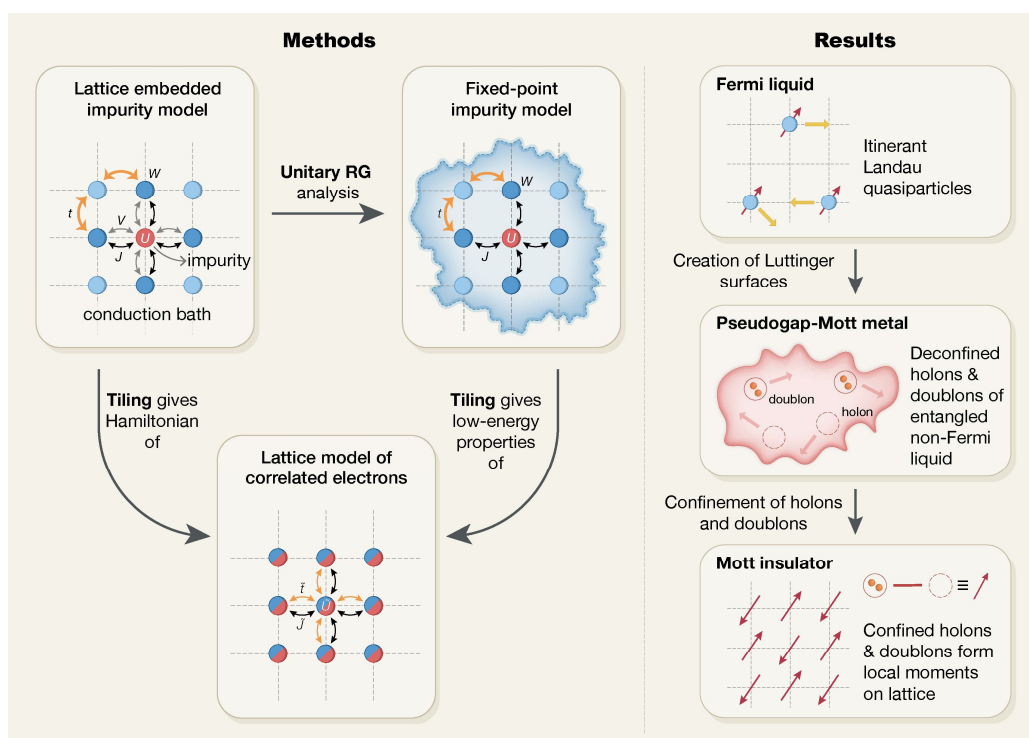 Methods
Lattice embedded
impurity model
W
t
V
U
J
impurity
conduction bath
Unitary RG
analysis
Fixed-point
impurity model
W
t
U
J
Tiling gives
Hamiltonian
of
Tiling gives
low-energy
properties
of
Lattice model of
correlated electrons
t̃
U
J̃
Results
Fermi liquid
Itinerant
Landau
quasiparticles
Creation of Luttinger
surfaces
Pseudogap-Mott metal
doublon
holon
Deconfined
holons &
doublons of
entangled
non-Fermi
liquid
Confinement of holons
and doublons
Mott insulator
≡
Confined holons
& doublons form
local moments
on lattice